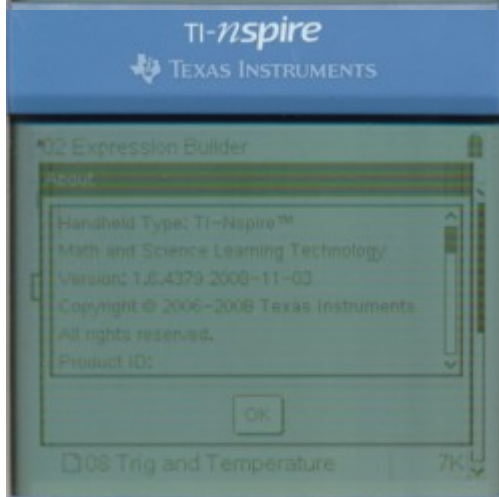 TI-nspire
TEXAS INSTRUMENTS
02 Expression Builder
About
Handheld Type: TI-Nspire™
Math and Science Learning Technology
Version: 1.6.4379 2008-11-03
Copyright © 2006-2008 Texas Instruments
All rights reserved.
Product ID:
OK
08 Trig and Temperature 7K